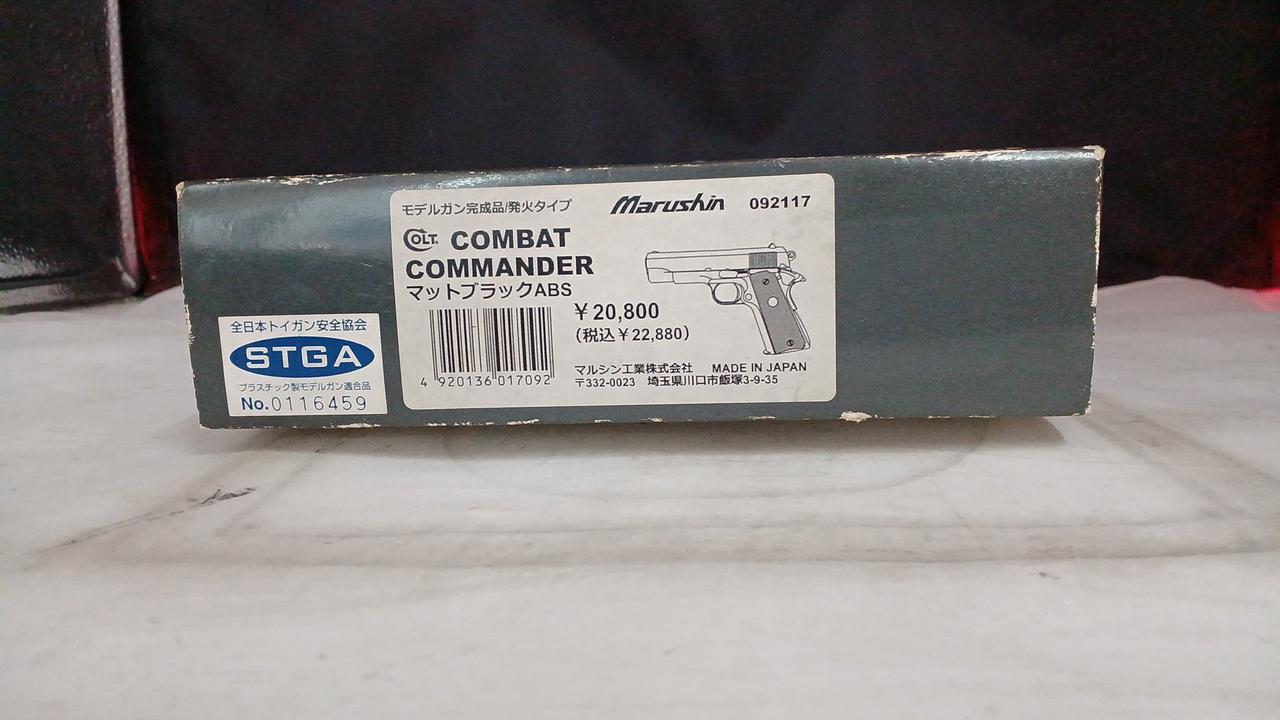 モデルガン完成品/発火タイプ
Marushin 092117
COLT COMBAT
COMMANDER
マットブラックABS
¥20,800
(税込¥22,880)
4 920136 017092
マルシン工業株式会社 MADE IN JAPAN
〒332-0023 埼玉県川口市飯塚3-9-35
全日本トイガン安全協会
STGA
プラスチック製モデルガン適合品
No.0116459